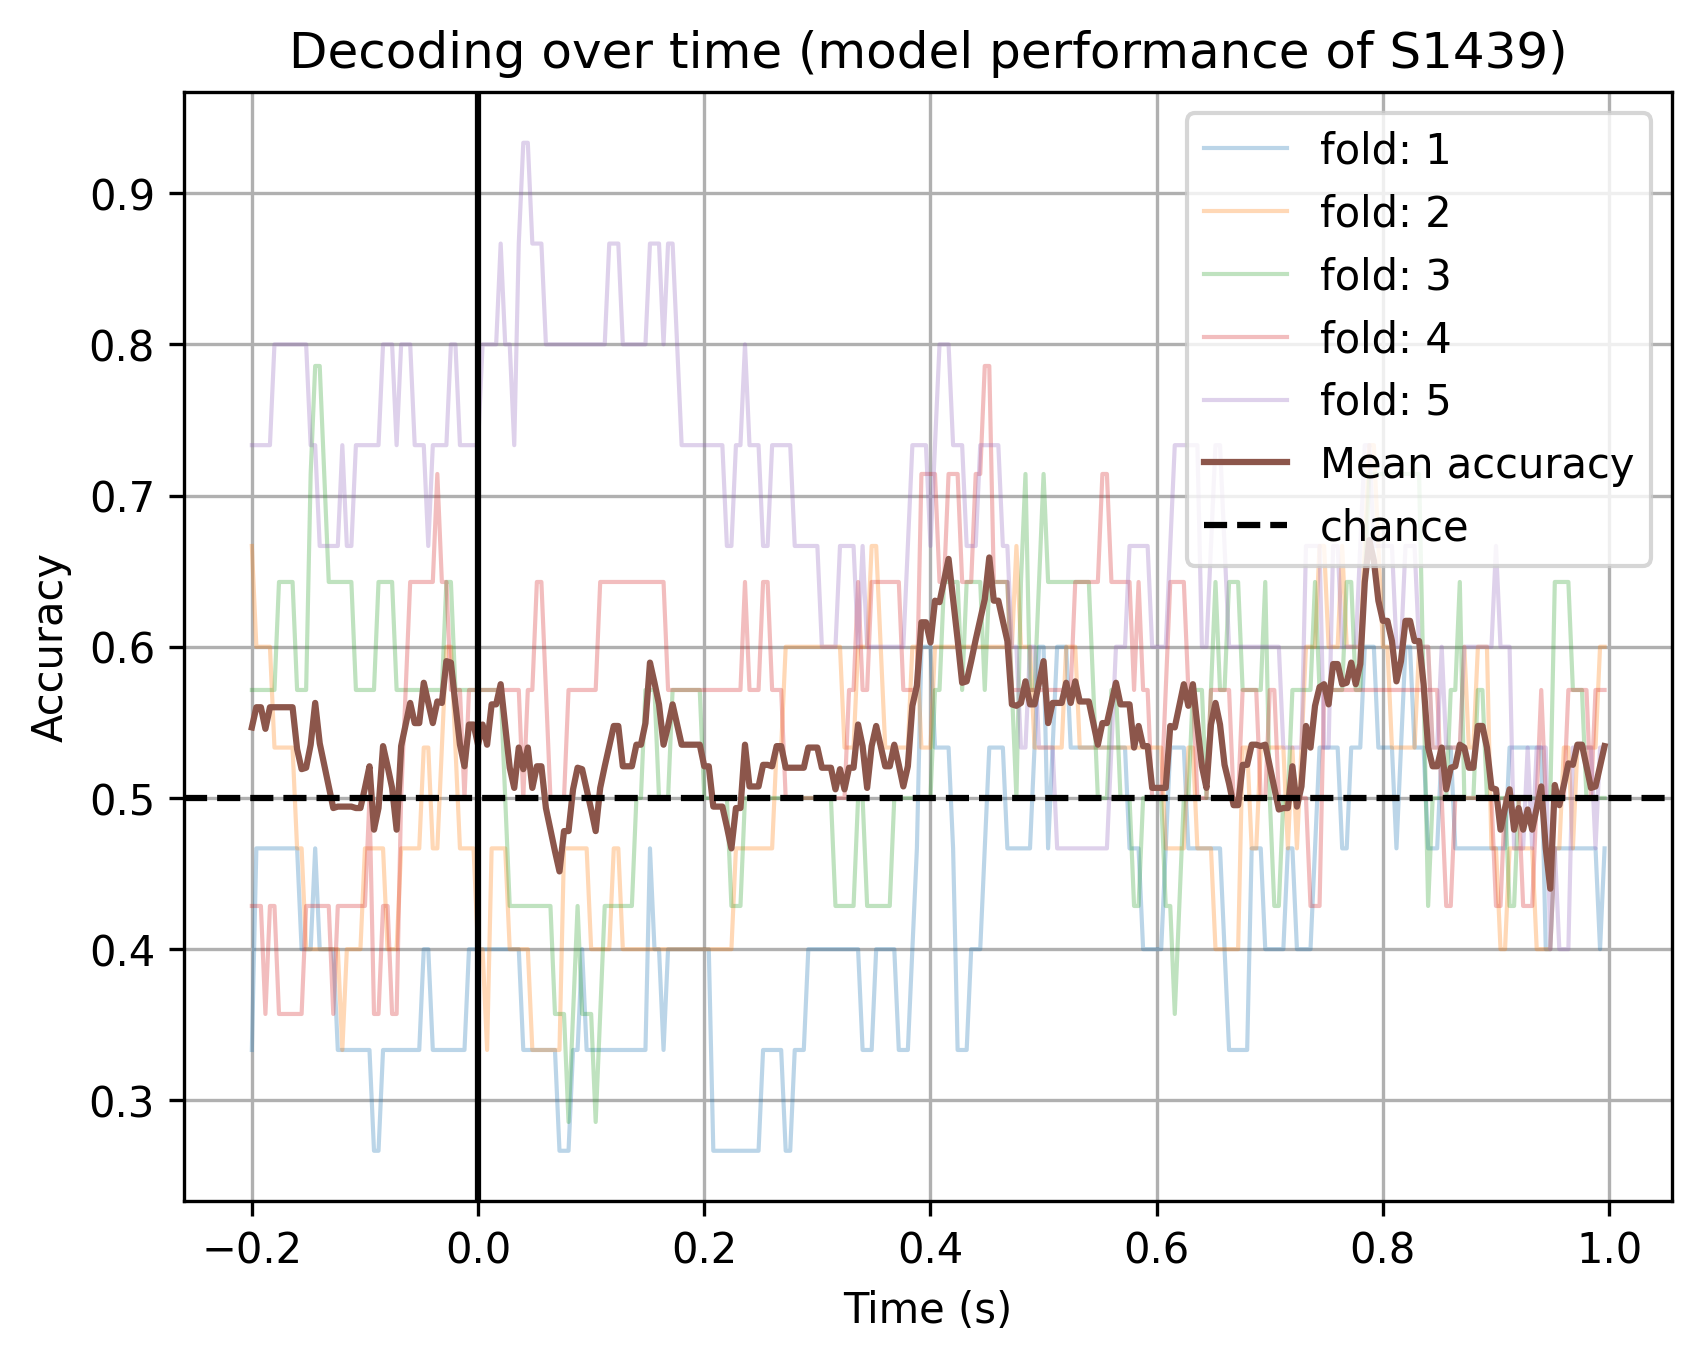 Decoding over time (model performance of S1439)
Accuracy
0.9
0.8
0.7
0.6
0.5
0.4
0.3
fold: 1
fold: 2
fold: 3
fold: 4
fold: 5
Mean accuracy
chance
−0.2 0.0 0.2 0.4 0.6 0.8 1.0
Time (s)